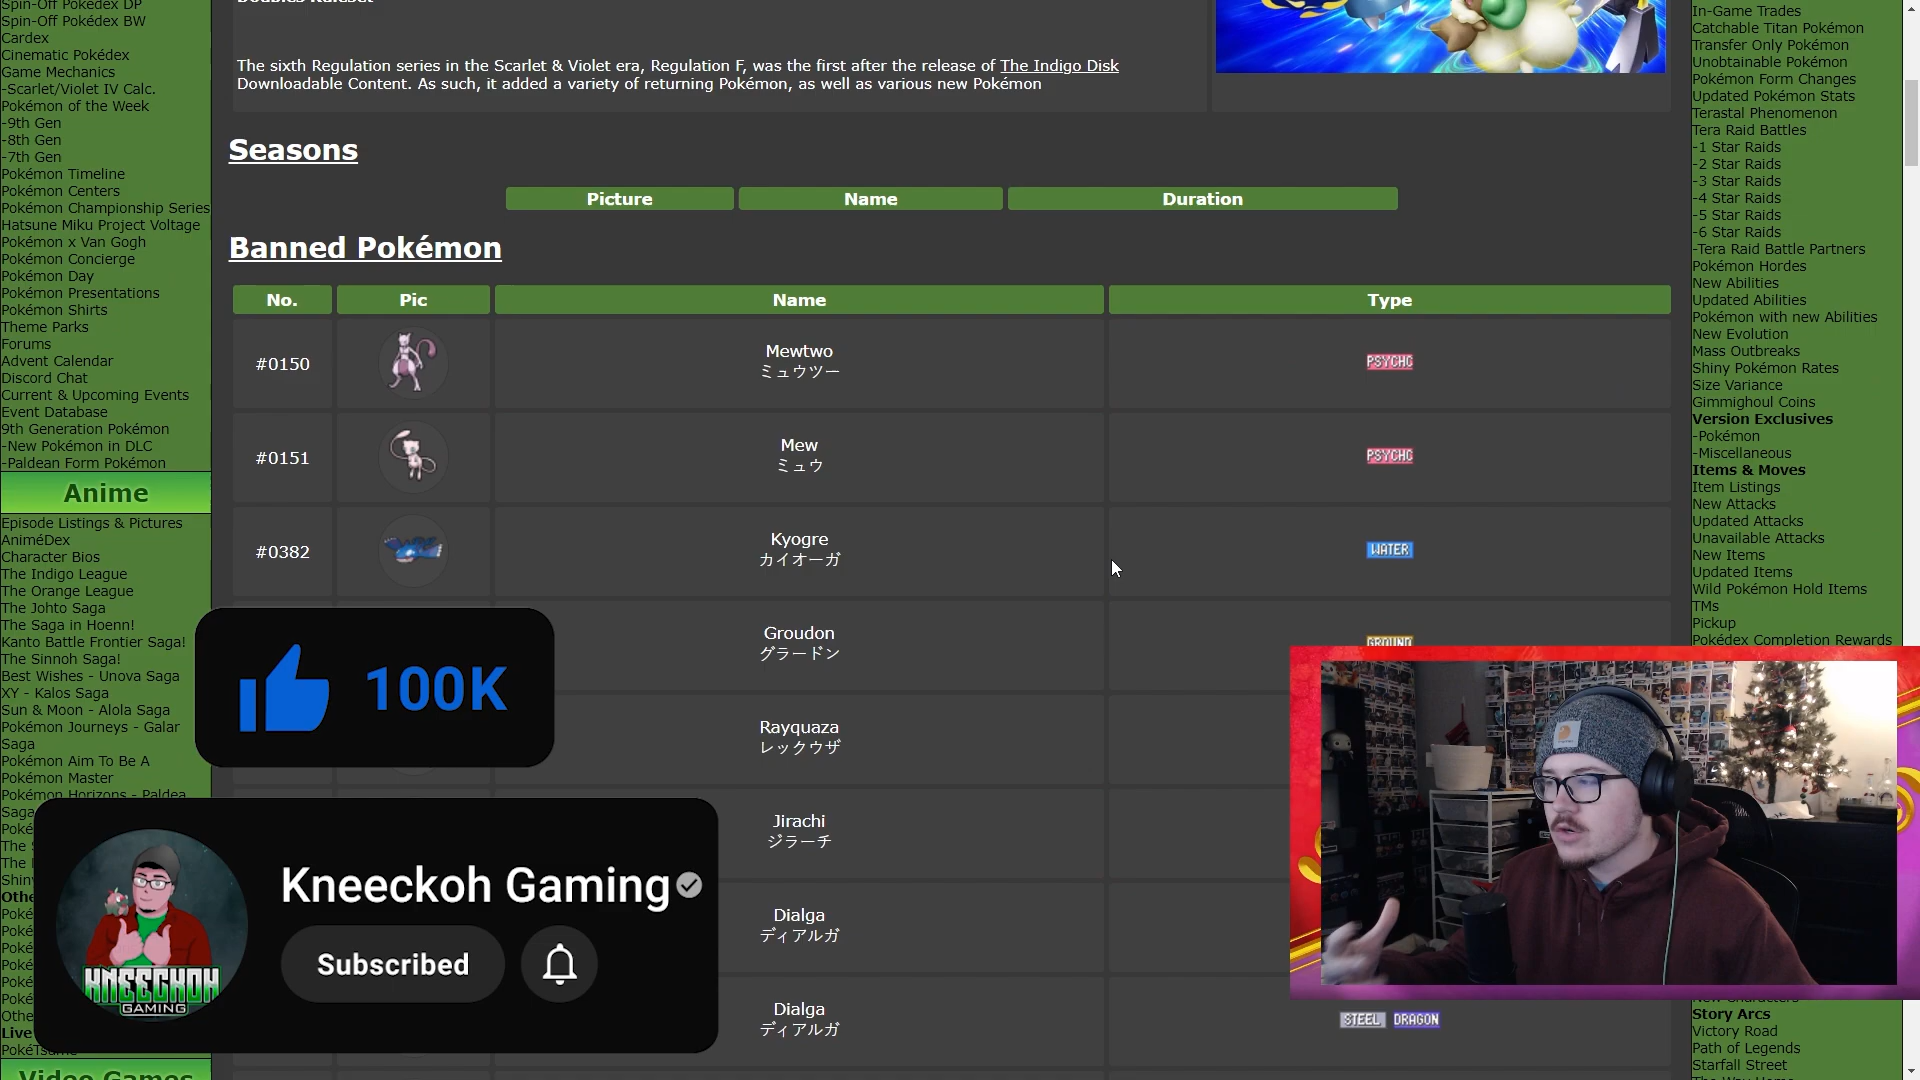 Spin-Off Pokédex DP
Spin-Off Pokédex BW
Cardex
Cinematic Pokédex
Game Mechanics
-Scarlet/Violet IV Calc.
Pokémon of the Week
-9th Gen
-8th Gen
-7th Gen
Pokémon Timeline
Pokémon Centers
Pokémon Championship Series
Hatsune Miku Project Voltage
Pokémon x Van Gogh
Pokémon Concierge
Pokémon Day
Pokémon Presentations
Pokémon Shirts
Theme Parks
Forums
Advent Calendar
Discord Chat
Current & Upcoming Events
Event Database
9th Generation Pokémon
-New Pokémon in DLC
-Paldean Form Pokémon
Anime
Episode Listings & Pictures
AniméDex
Character Bios
The Indigo League
The Orange League
The Johto Saga
The Saga in Hoenn!
Kanto Battle Frontier Saga!
The Sinnoh Saga!
Best Wishes - Unova Saga
XY - Kalos Saga
Sun & Moon - Alola Saga
Pokémon Journeys - Galar
Saga
Pokémon Aim To Be A
Pokémon Master
Pokémon Horizons - Paldea
Saga
Video Games
The sixth Regulation series in the Scarlet & Violet era, Regulation F, was the first after the release of The Indigo Disk
Downloadable Content. As such, it added a variety of returning Pokémon, as well as various new Pokémon
Seasons
Picture Name Duration
Banned Pokémon
No. Pic Name Type
#0150 Mewtwo PSYCHC
ミュウツー
#0151 Mew PSYCHC
ミュウ
#0382 Kyogre WATER
カイオーガ
Groudon GROUND
グラードン
Rayquaza
レックウザ
Jirachi
ジラーチ
Dialga
ディアルガ
Dialga STEEL DRAGON
ディアルガ
100K
Kneeckoh Gaming
Subscribed
KNEECKOH
GAMING
In-Game Trades
Catchable Titan Pokémon
Transfer Only Pokémon
Unobtainable Pokémon
Pokémon Form Changes
Updated Pokémon Stats
Terastal Phenomenon
Tera Raid Battles
-1 Star Raids
-2 Star Raids
-3 Star Raids
-4 Star Raids
-5 Star Raids
-6 Star Raids
-Tera Raid Battle Partners
Pokémon Hordes
New Abilities
Updated Abilities
Pokémon with new Abilities
New Evolution
Mass Outbreaks
Shiny Pokémon Rates
Size Variance
Gimmighoul Coins
Version Exclusives
-Pokémon
-Miscellaneous
Items & Moves
Item Listings
New Attacks
Updated Attacks
Unavailable Attacks
New Items
Updated Items
Wild Pokémon Hold Items
TMs
Pickup
Pokédex Completion Rewards
Story Arcs
Victory Road
Path of Legends
Starfall Street